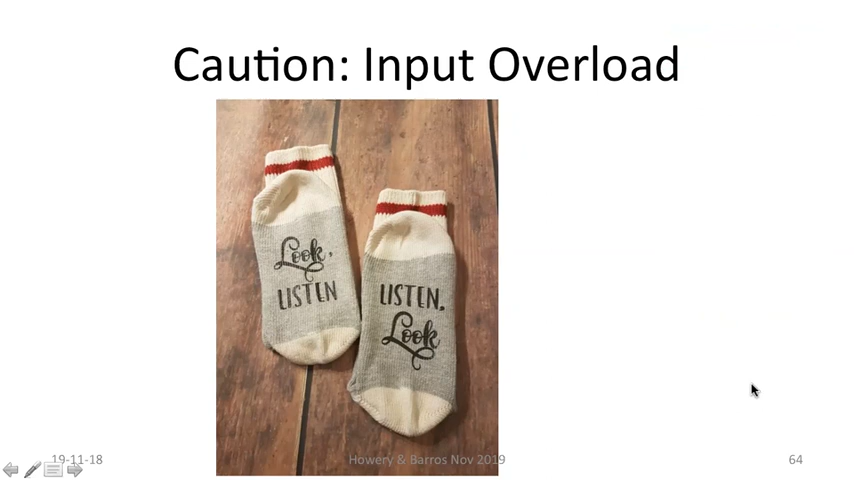 Caution: Input Overload
Look,
LISTEN
LISTEN,
Look
19-11-18
Howery & Barros Nov 2019
64